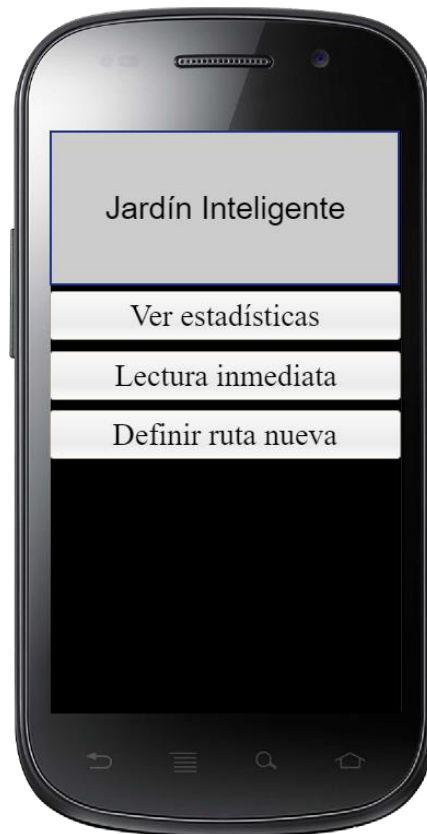 Jardín Inteligente
Ver estadísticas
Lectura inmediata
Definir ruta nueva